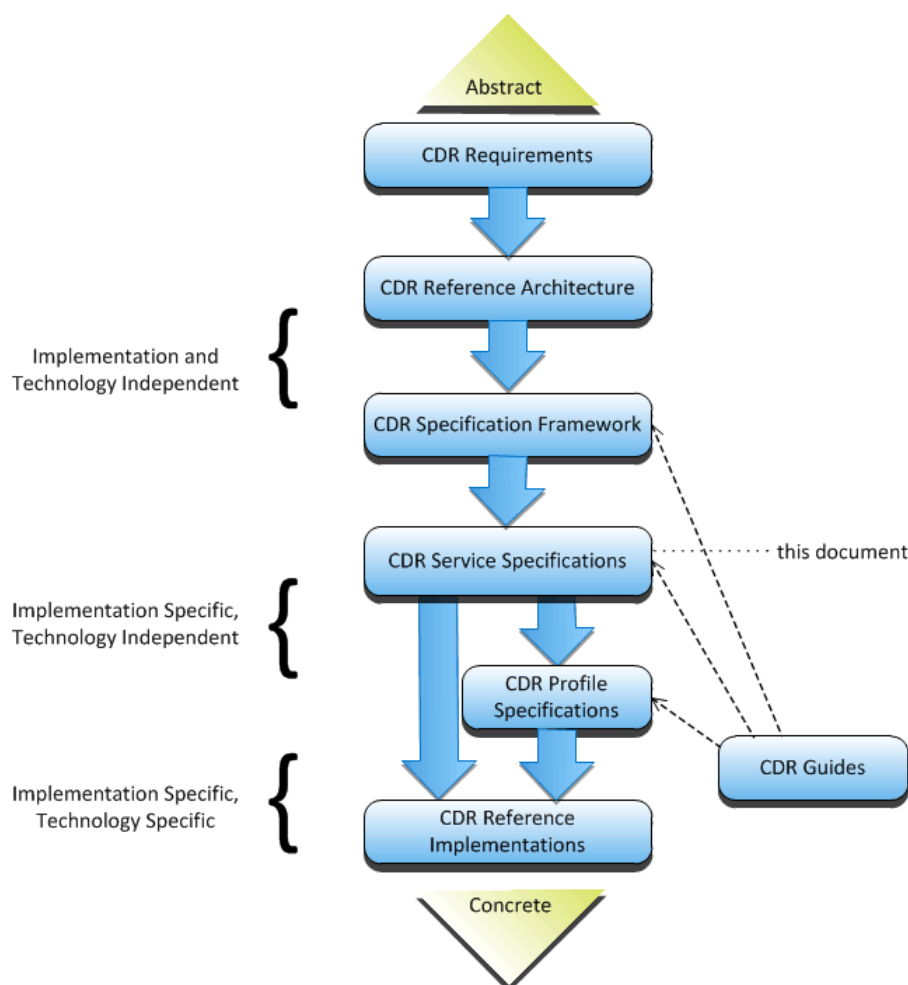 Abstract
CDR Requirements
CDR Reference Architecture
Implementation and
Technology Independent
CDR Specification Framework
CDR Service Specifications
this document
Implementation Specific,
Technology Independent
CDR Profile
Specifications
CDR Guides
Implementation Specific,
Technology Specific
CDR Reference
Implementations
Concrete